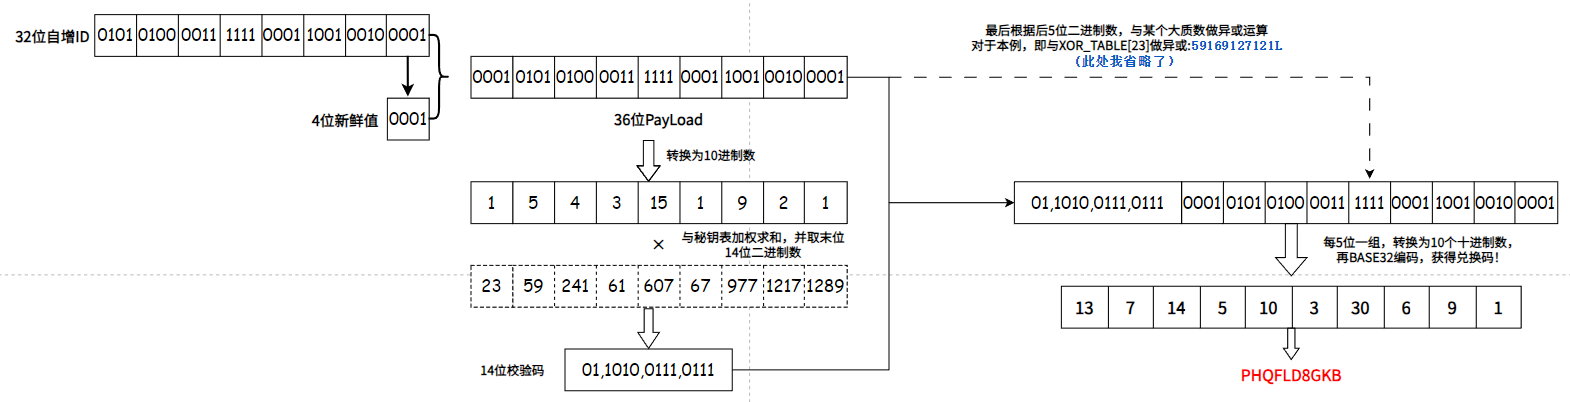 32位自增ID 0101 0100 0011 1111 0001 1001 0010 0001
4位新鲜值 0001
0001 0101 0100 0011 1111 0001 1001 0010 0001
36位PayLoad
转换为10进制数
1 5 4 3 15 1 9 2 1
× 与秘钥表加权求和，并取末位
14位二进制数
23 59 241 61 607 67 977 1217 1289
14位校验码 01,1010,0111,0111
最后根据后5位二进制数，与某个大质数做异或运算
对于本例，即与XOR_TABLE[23]做异或:59169127121L
(此处我省略了)
01,1010,0111,0111 0001 0101 0100 0011 1111 0001 1001 0010 0001
每5位一组，转换为10个十进制数，
再BASE32编码，获得兑换码！
13 7 14 5 10 3 30 6 9 1
PHQFLD8GKB